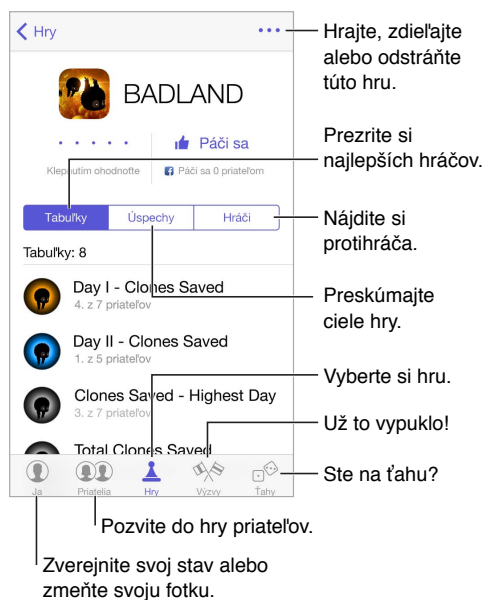 Hry
BADLAND
Páči sa
Klepnutím ohodnoťte
Páči sa 0 priateľom
Tabuľky
Úspechy
Hráči
Tabuľky: 8
Day I - Clones Saved
4. z 7 priateľov
Day II - Clones Saved
1. z 5 priateľov
Clones Saved - Highest Day
3. z 7 priateľov
Total Clones Saved
Ja
Priatelia
Hry
Výzvy
Ťahy
Hrajte, zdieľajte
alebo odstráňte
túto hru.
Prezrite si
najlepších hráčov.
Nájdite si
protihráča.
Preskúmajte
ciele hry.
Vyberte si hru.
Už to vypuklo!
Ste na ťahu?
Pozvite do hry priateľov.
Zverejnite svoj stav alebo
zmeňte svoju fotku.